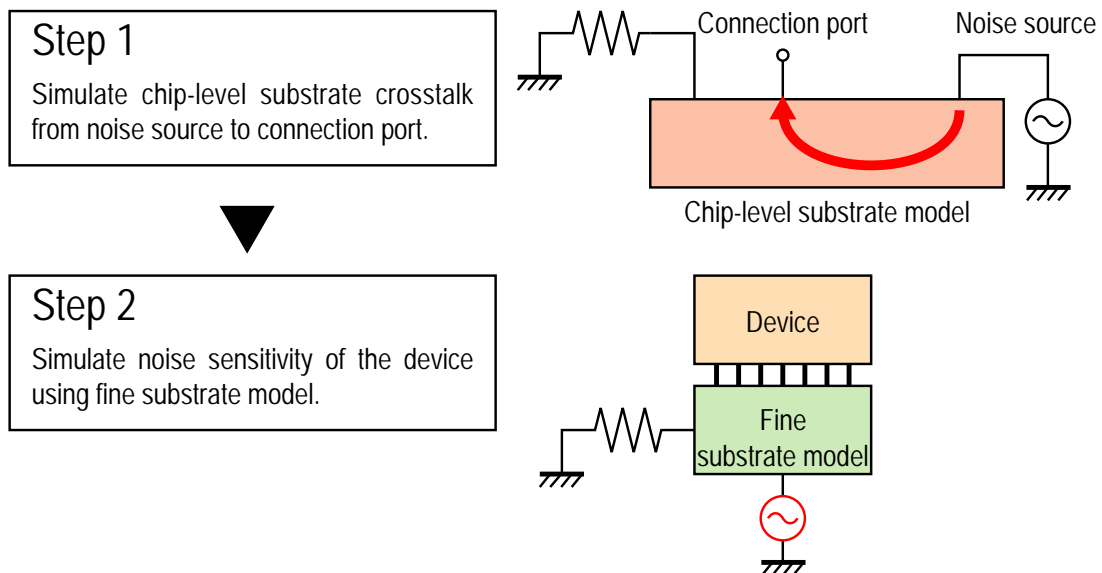 Step 1
Simulate chip-level substrate crosstalk
from noise source to connection port.
Connection port
Noise source
Chip-level substrate model
Step 2
Simulate noise sensitivity of the device
using fine substrate model.
Device
Fine
substrate model